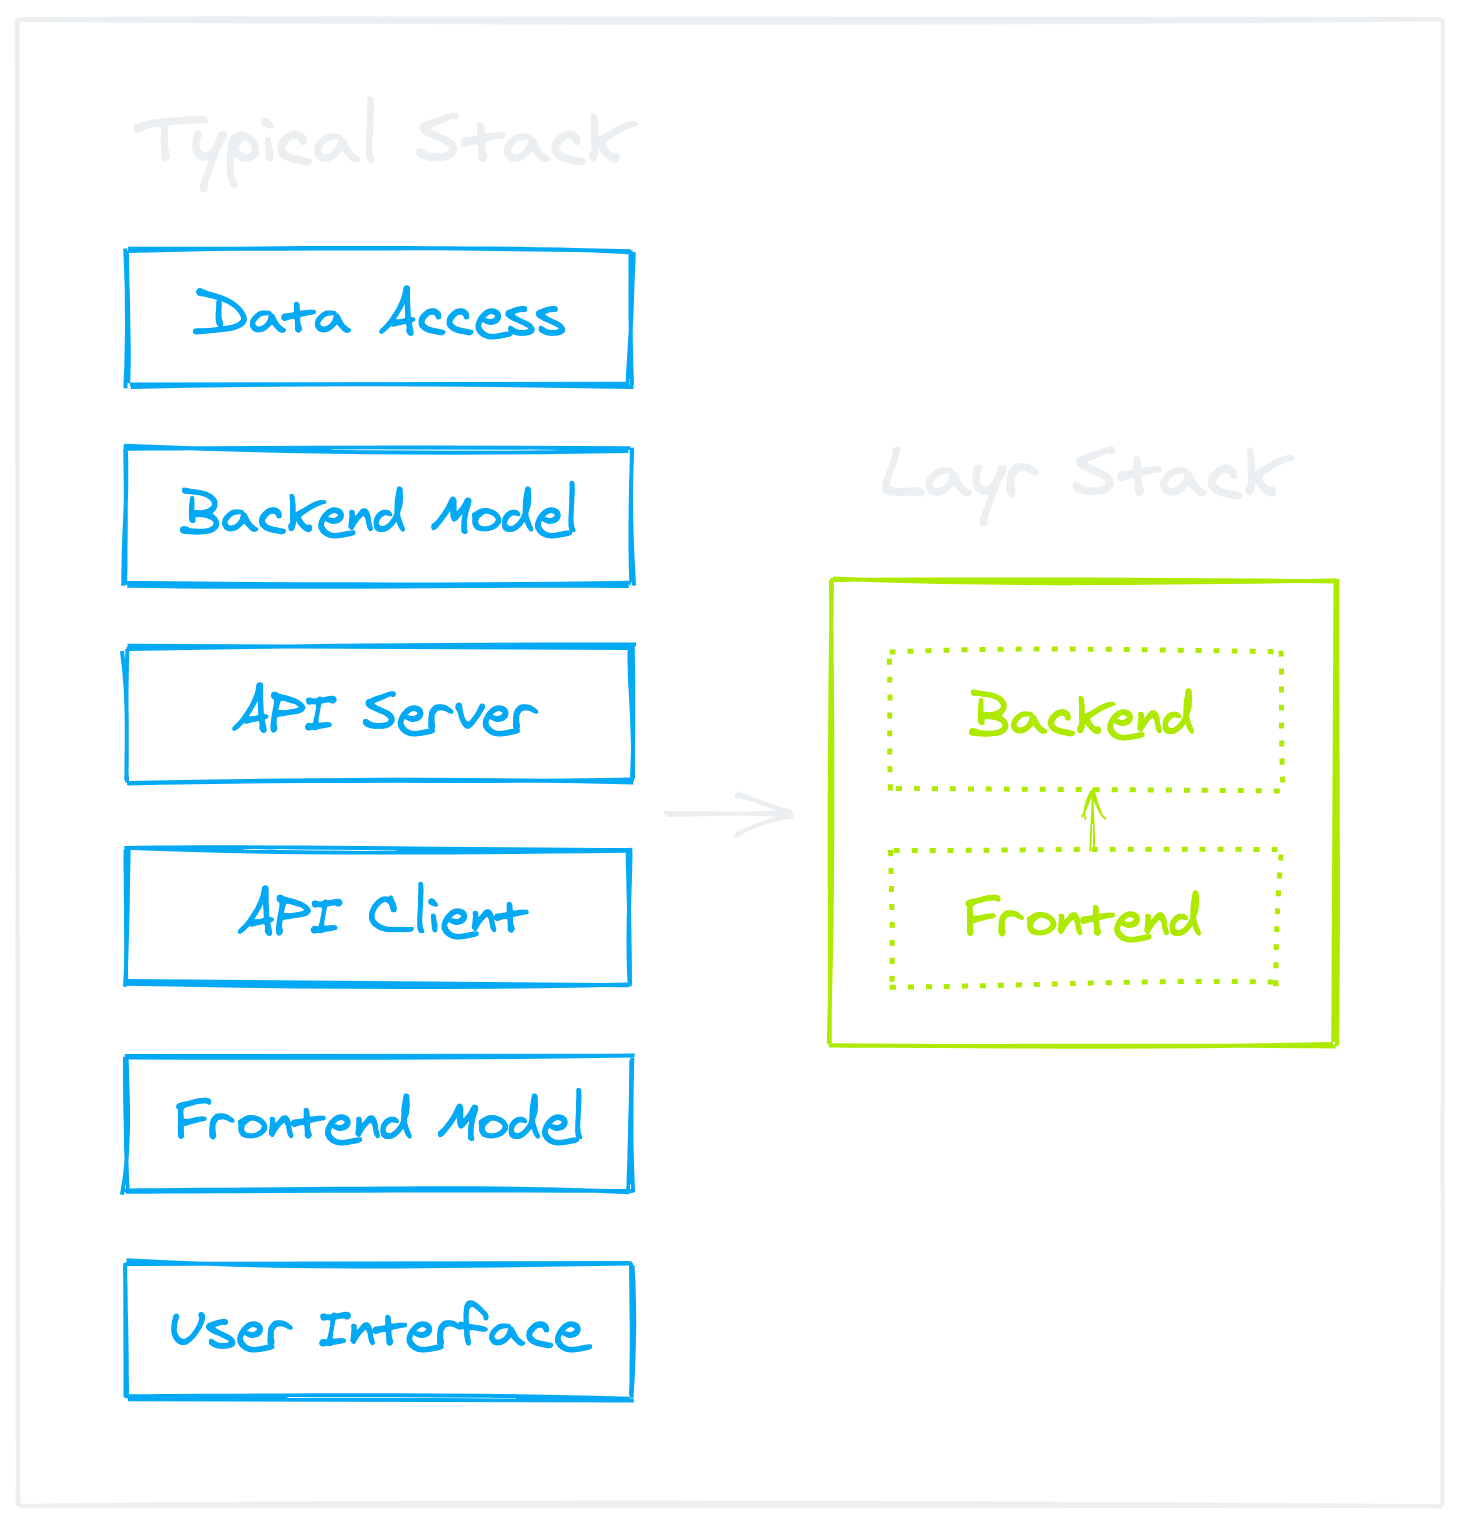 Typical Stack
Data Access
Backend Model
API Server
API Client
Frontend Model
User Interface
Layr Stack
Backend
Frontend